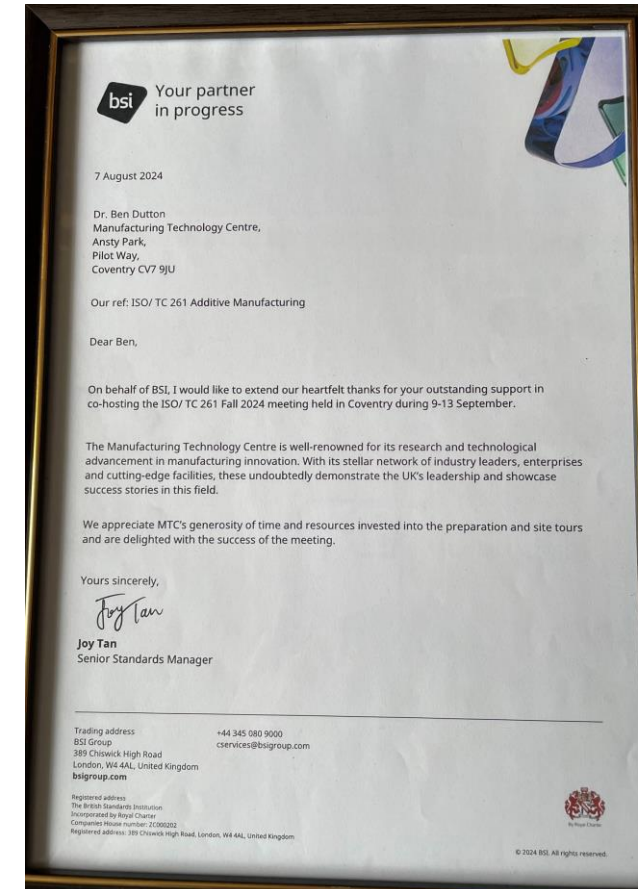 bsi
Your partner
in progress
7 August 2024
Dr. Ben Dutton
Manufacturing Technology Centre,
Ansty Park,
Pilot Way,
Coventry CV7 9JU
Our ref: ISO/ TC 261 Additive Manufacturing
Dear Ben,
On behalf of BSI, I would like to extend our heartfelt thanks for your outstanding support in
co-hosting the ISO/ TC 261 Fall 2024 meeting held in Coventry during 9-13 September.
The Manufacturing Technology Centre is well-renowned for its research and technological
advancement in manufacturing innovation. With its stellar network of industry leaders, enterprises
and cutting-edge facilities, these undoubtedly demonstrate the UK's leadership and showcase
success stories in this field.
We appreciate MTC's generosity of time and resources invested into the preparation and site tours
and are delighted with the success of the meeting.
Yours sincerely,
Joy Tan
Joy Tan
Senior Standards Manager
Trading address
BSI Group
389 Chiswick High Road
London, W4 4AL, United Kingdom
bsigroup.com
+44 345 080 9000
cservices@bsigroup.com
Registered address
The British Standards Institution
Incorporated by Royal Charter
Companies House number: ZC000202
Registered address: 389 Chiswick High Road, London, W4 4AL, United Kingdom
By Royal Charter
© 2024 BSI. All rights reserved.